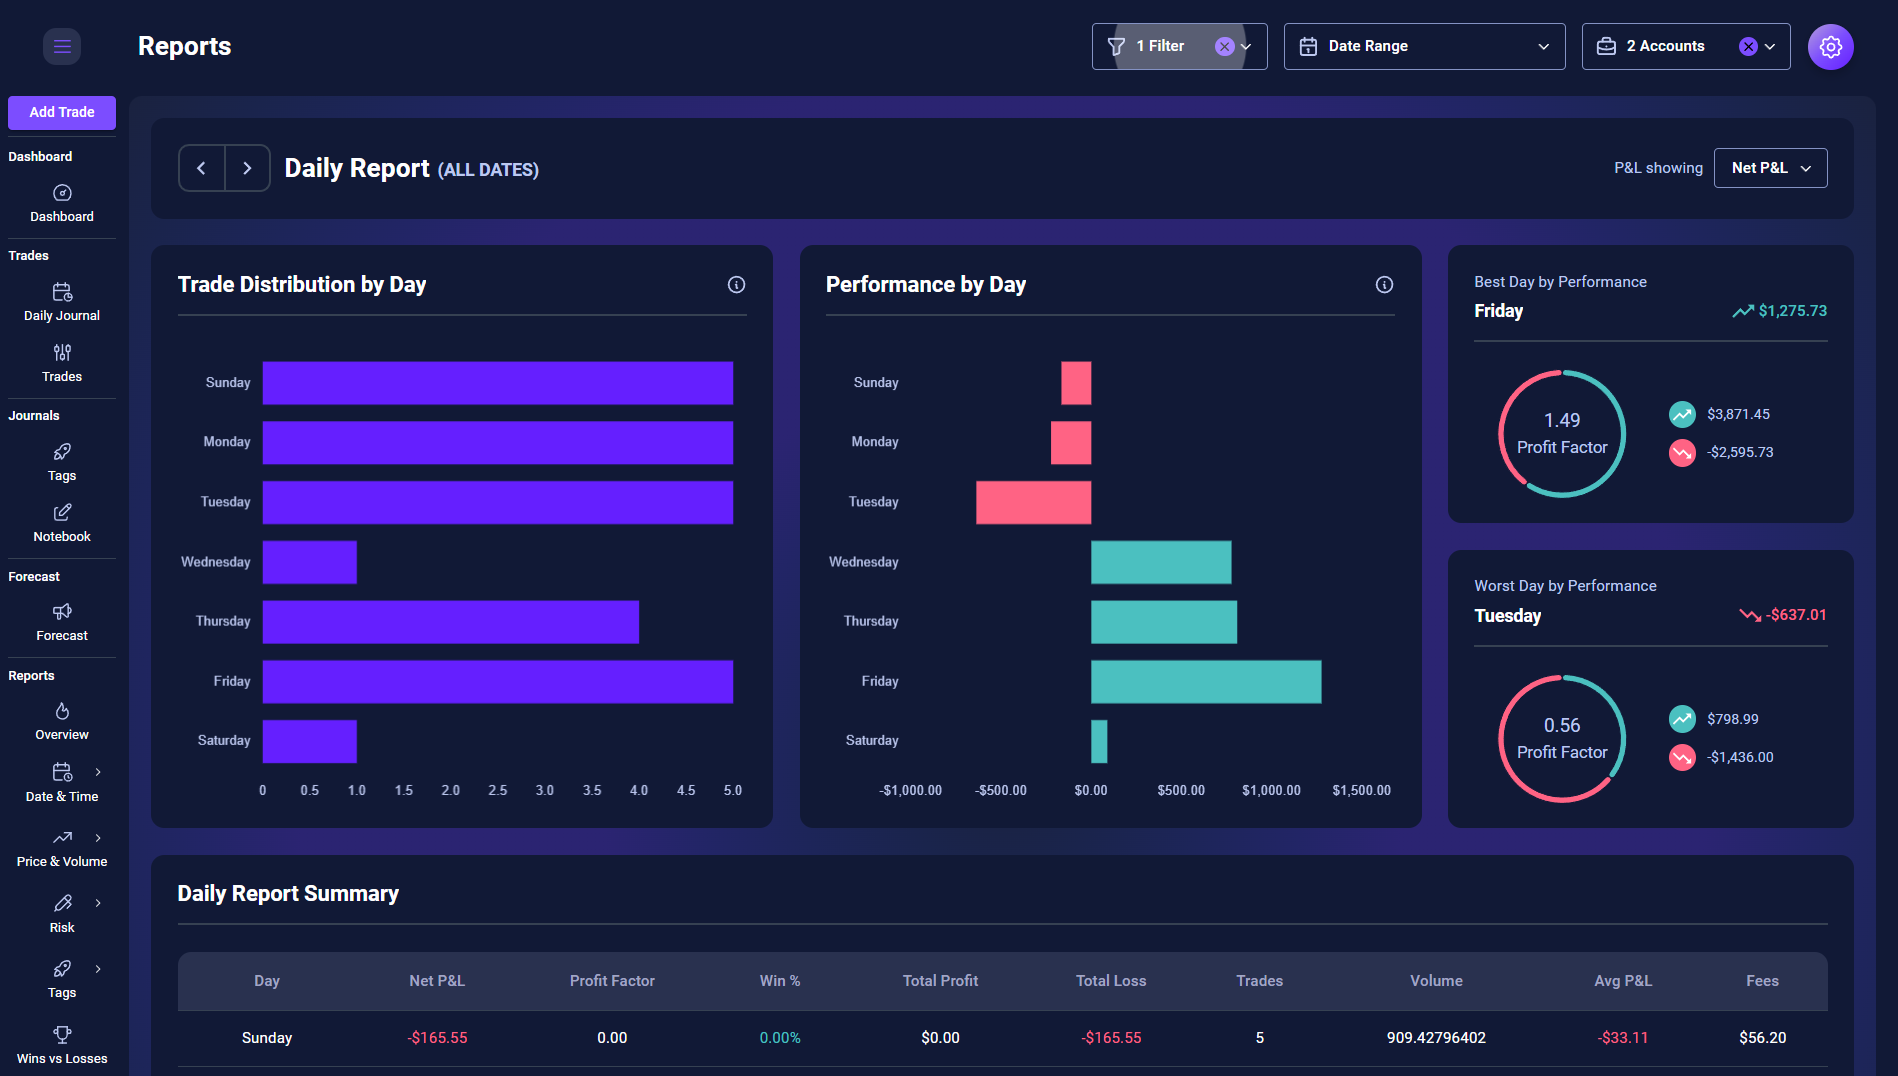 Reports
1 Filter
Date Range
2 Accounts
Add Trade
Dashboard
Dashboard
Trades
Daily Journal
Trades
Journals
Tags
Notebook
Forecast
Forecast
Reports
Overview
Date & Time
Price & Volume
Risk
Tags
Wins vs Losses
Daily Report (ALL DATES)
P&L showing
Net P&L
Trade Distribution by Day
Sunday
Monday
Tuesday
Wednesday
Thursday
Friday
Saturday
0 0.5 1.0 1.5 2.0 2.5 3.0 3.5 4.0 4.5 5.0
Performance by Day
Sunday
Monday
Tuesday
Wednesday
Thursday
Friday
Saturday
-$1,000.00 -$500.00 $0.00 $500.00 $1,000.00 $1,500.00
Best Day by Performance
Friday $1,275.73
1.49
Profit Factor
$3,871.45
-$2,595.73
Worst Day by Performance
Tuesday -$637.01
0.56
Profit Factor
$798.99
-$1,436.00
Daily Report Summary
Day Net P&L Profit Factor Win % Total Profit Total Loss Trades Volume Avg P&L Fees
Sunday -$165.55 0.00 0.00% $0.00 -$165.55 5 909.42796402 -$33.11 $56.20